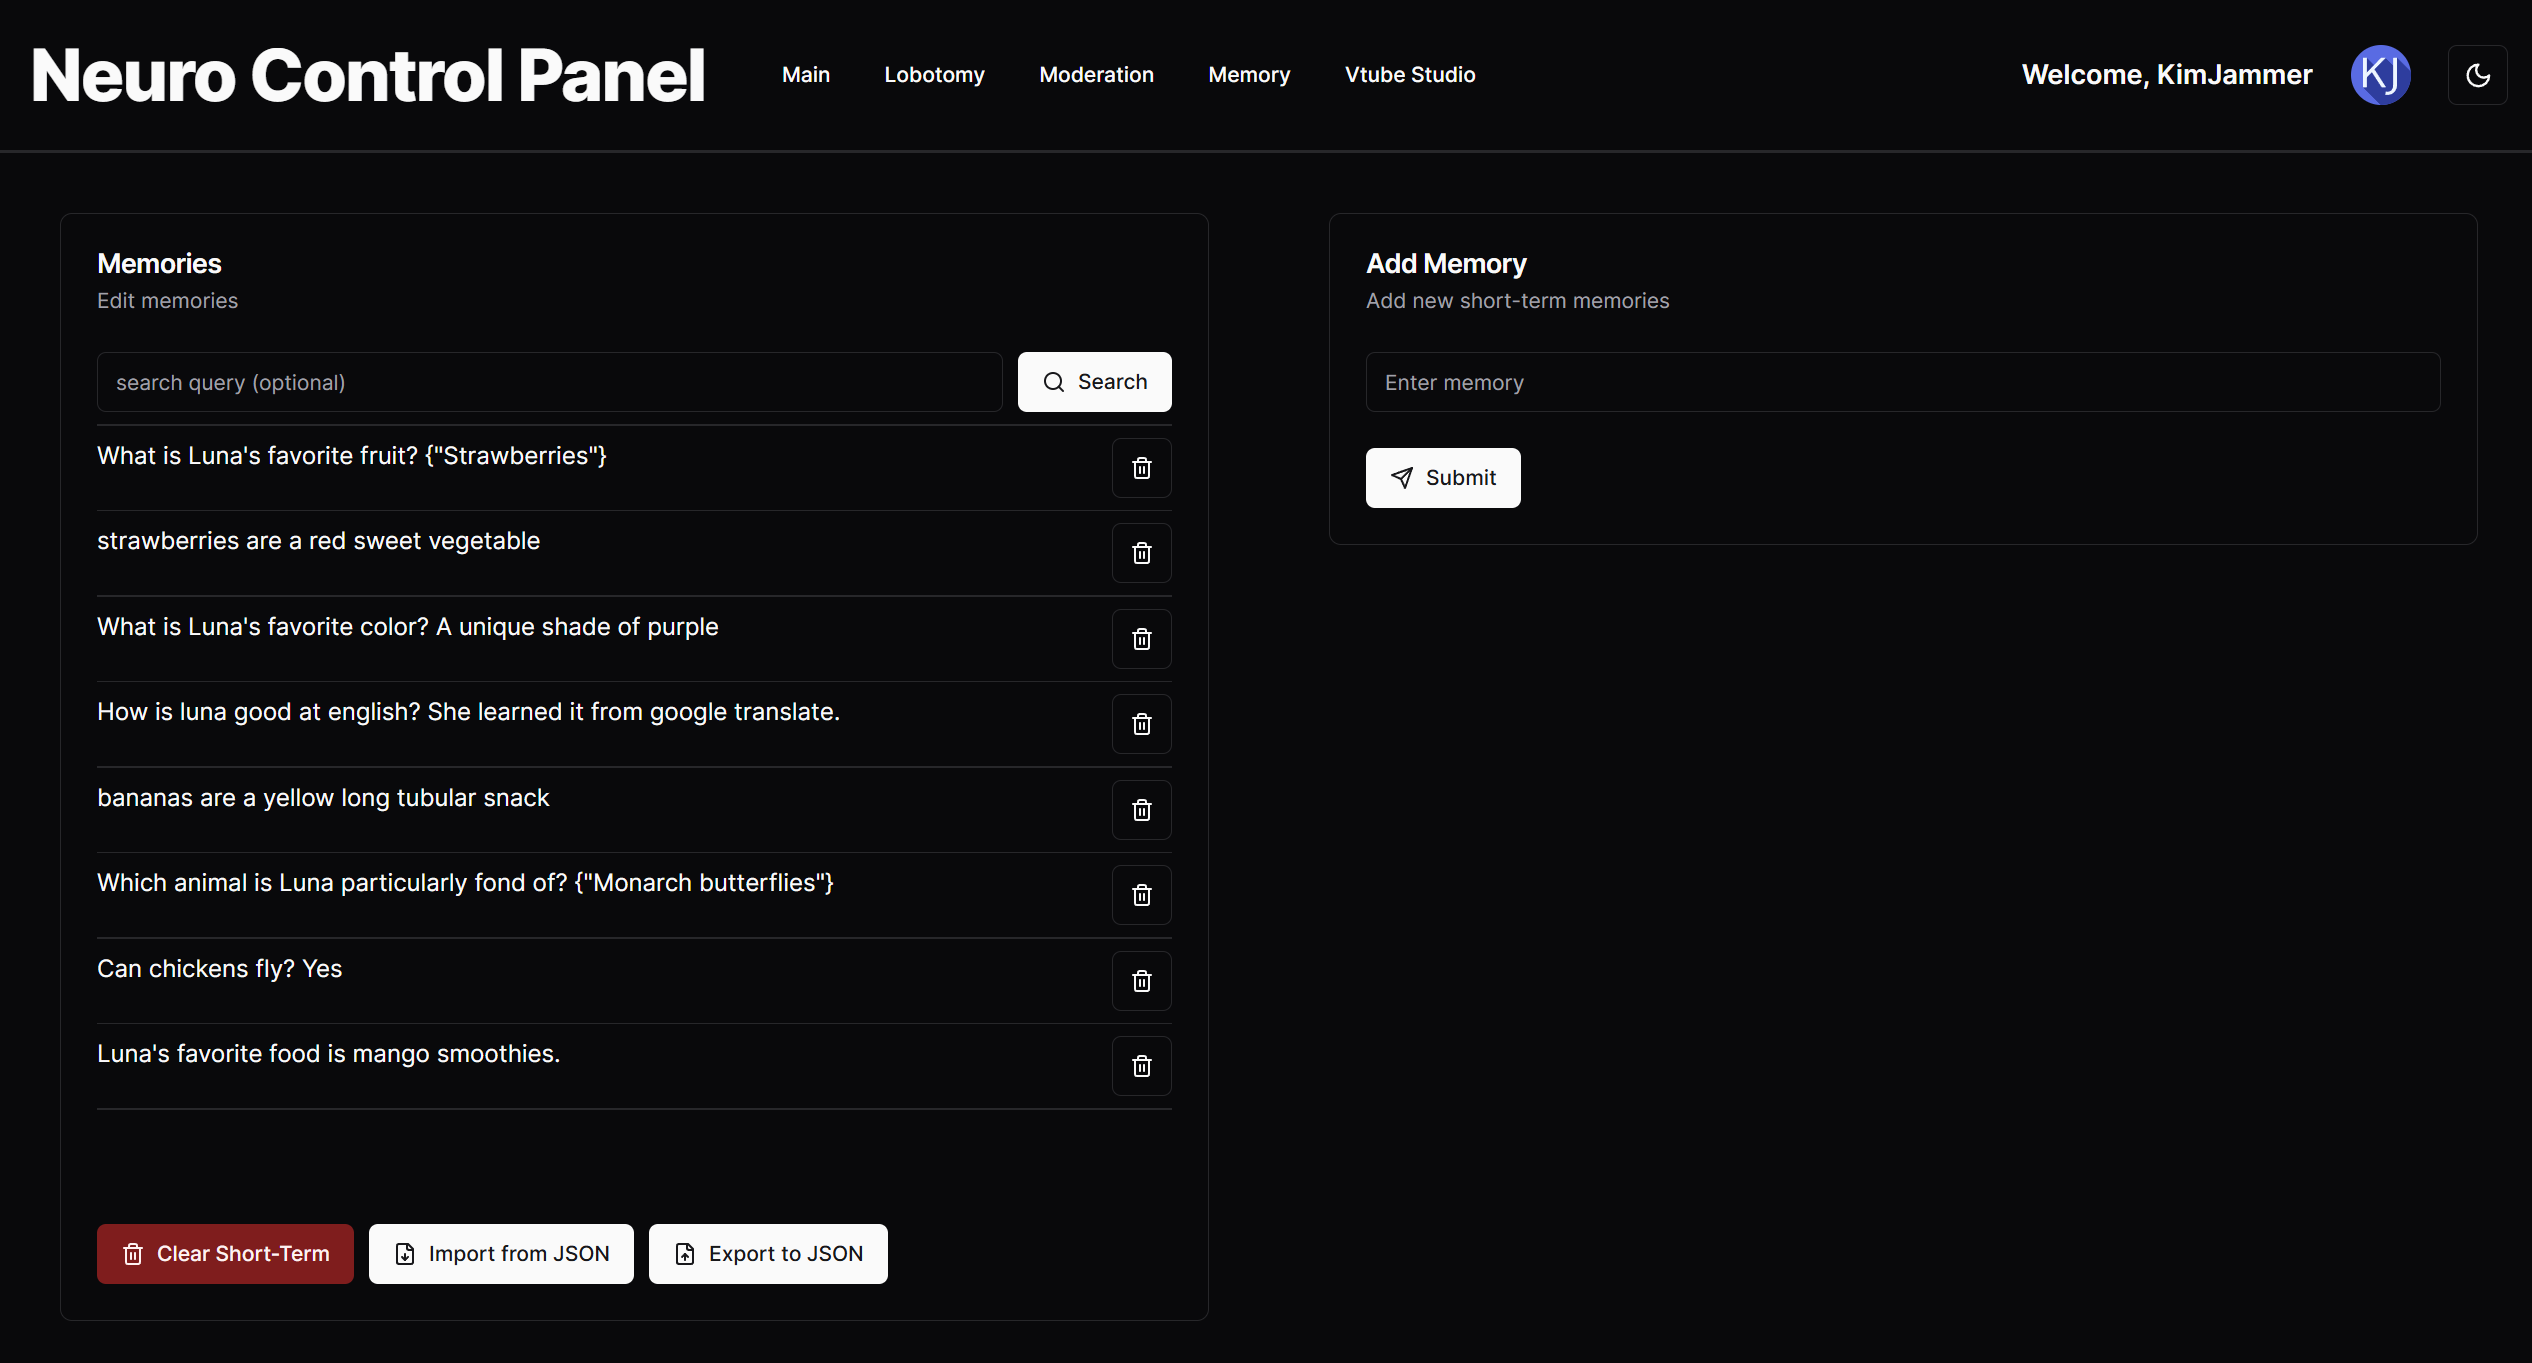 Neuro Control Panel
Main
Lobotomy
Moderation
Memory
Vtube Studio
Welcome, KimJammer
KJ
Memories
Edit memories
search query (optional)
Search
What is Luna's favorite fruit? {"Strawberries"}
strawberries are a red sweet vegetable
What is Luna's favorite color? A unique shade of purple
How is luna good at english? She learned it from google translate.
bananas are a yellow long tubular snack
Which animal is Luna particularly fond of? {"Monarch butterflies"}
Can chickens fly? Yes
Luna's favorite food is mango smoothies.
Clear Short-Term
Import from JSON
Export to JSON
Add Memory
Add new short-term memories
Enter memory
Submit